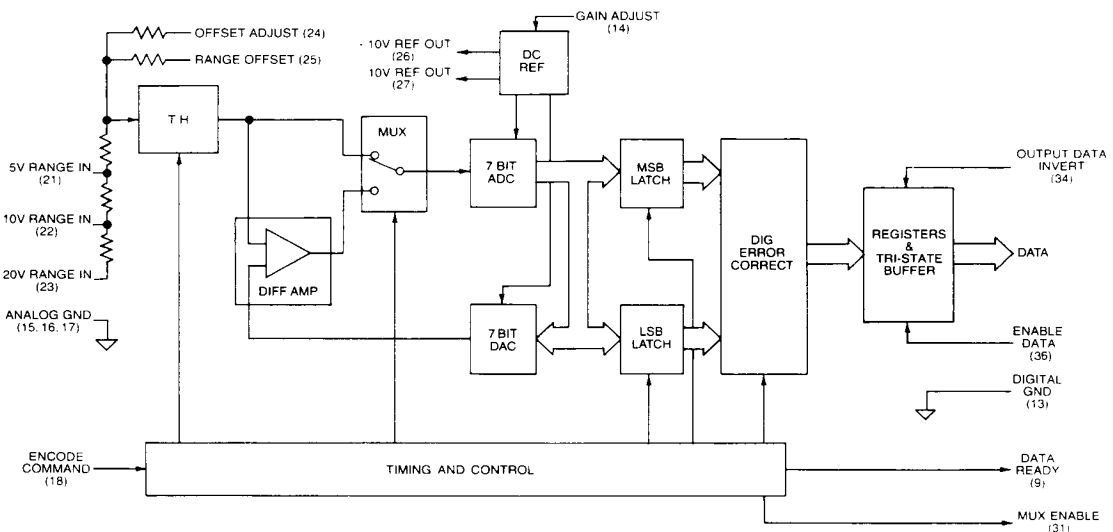 OFFSET ADJUST (24)
RANGE OFFSET (25)
GAIN ADJUST
(14)
- 10V REF OUT
(26)
10V REF OUT
(27)
DC
REF
T H
MUX
7 BIT
ADC
MSB
LATCH
5V RANGE IN
(21)
10V RANGE IN
(22)
20V RANGE IN
(23)
ANALOG GND
(15, 16, 17)
DIFF AMP
7 BIT
DAC
LSB
LATCH
DIG
ERROR
CORRECT
OUTPUT DATA
INVERT
(34)
REGISTERS
&
TRI-STATE
BUFFER
DATA
ENABLE
DATA
(36)
DIGITAL
GND
(13)
ENCODE
COMMAND
(18)
TIMING AND CONTROL
DATA
READY
(9)
MUX ENABLE
(31)